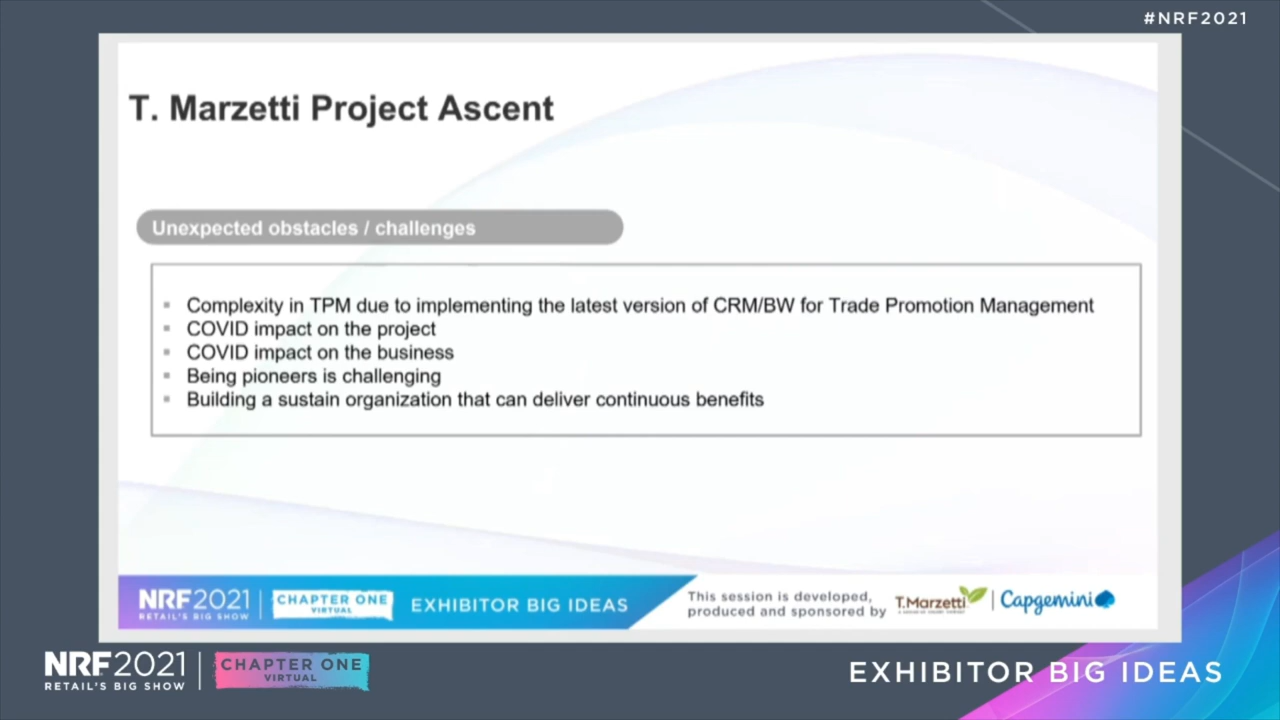 #NRF2021
T. Marzetti Project Ascent
Unexpected obstacles / challenges
▪ Complexity in TPM due to implementing the latest version of CRM/BW for Trade Promotion Management
▪ COVID impact on the project
▪ COVID impact on the business
▪ Being pioneers is challenging
▪ Building a sustain organization that can deliver continuous benefits
NRF2021
RETAIL'S BIG SHOW
CHAPTER ONE
VIRTUAL
EXHIBITOR BIG IDEAS
This session is developed,
produced and sponsored by
T.Marzetti
Capgemini
NRF2021
RETAIL'S BIG SHOW
CHAPTER ONE
VIRTUAL
EXHIBITOR BIG IDEAS